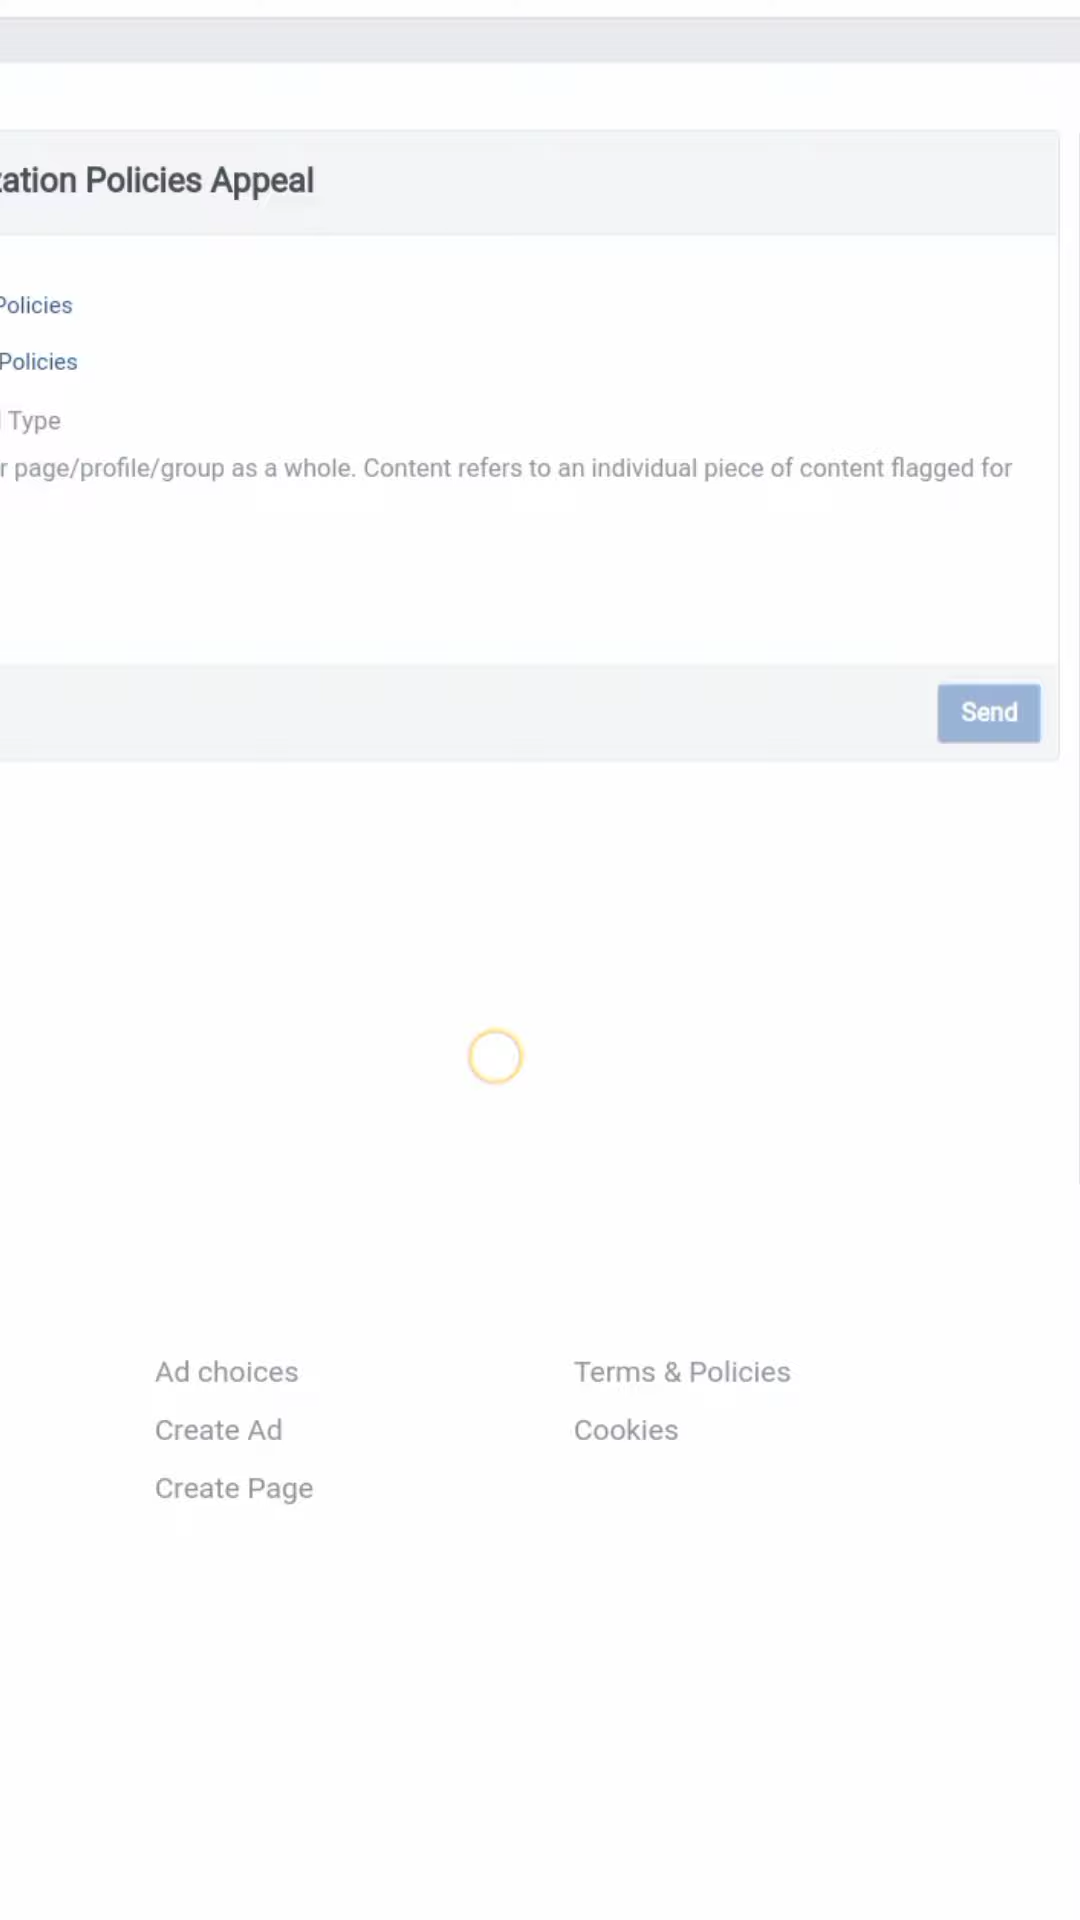 ation Policies Appeal
Policies
Policies
Type
r page/profile/group as a whole. Content refers to an individual piece of content flagged for
Send
Ad choices
Terms & Policies
Create Ad
Cookies
Create Page